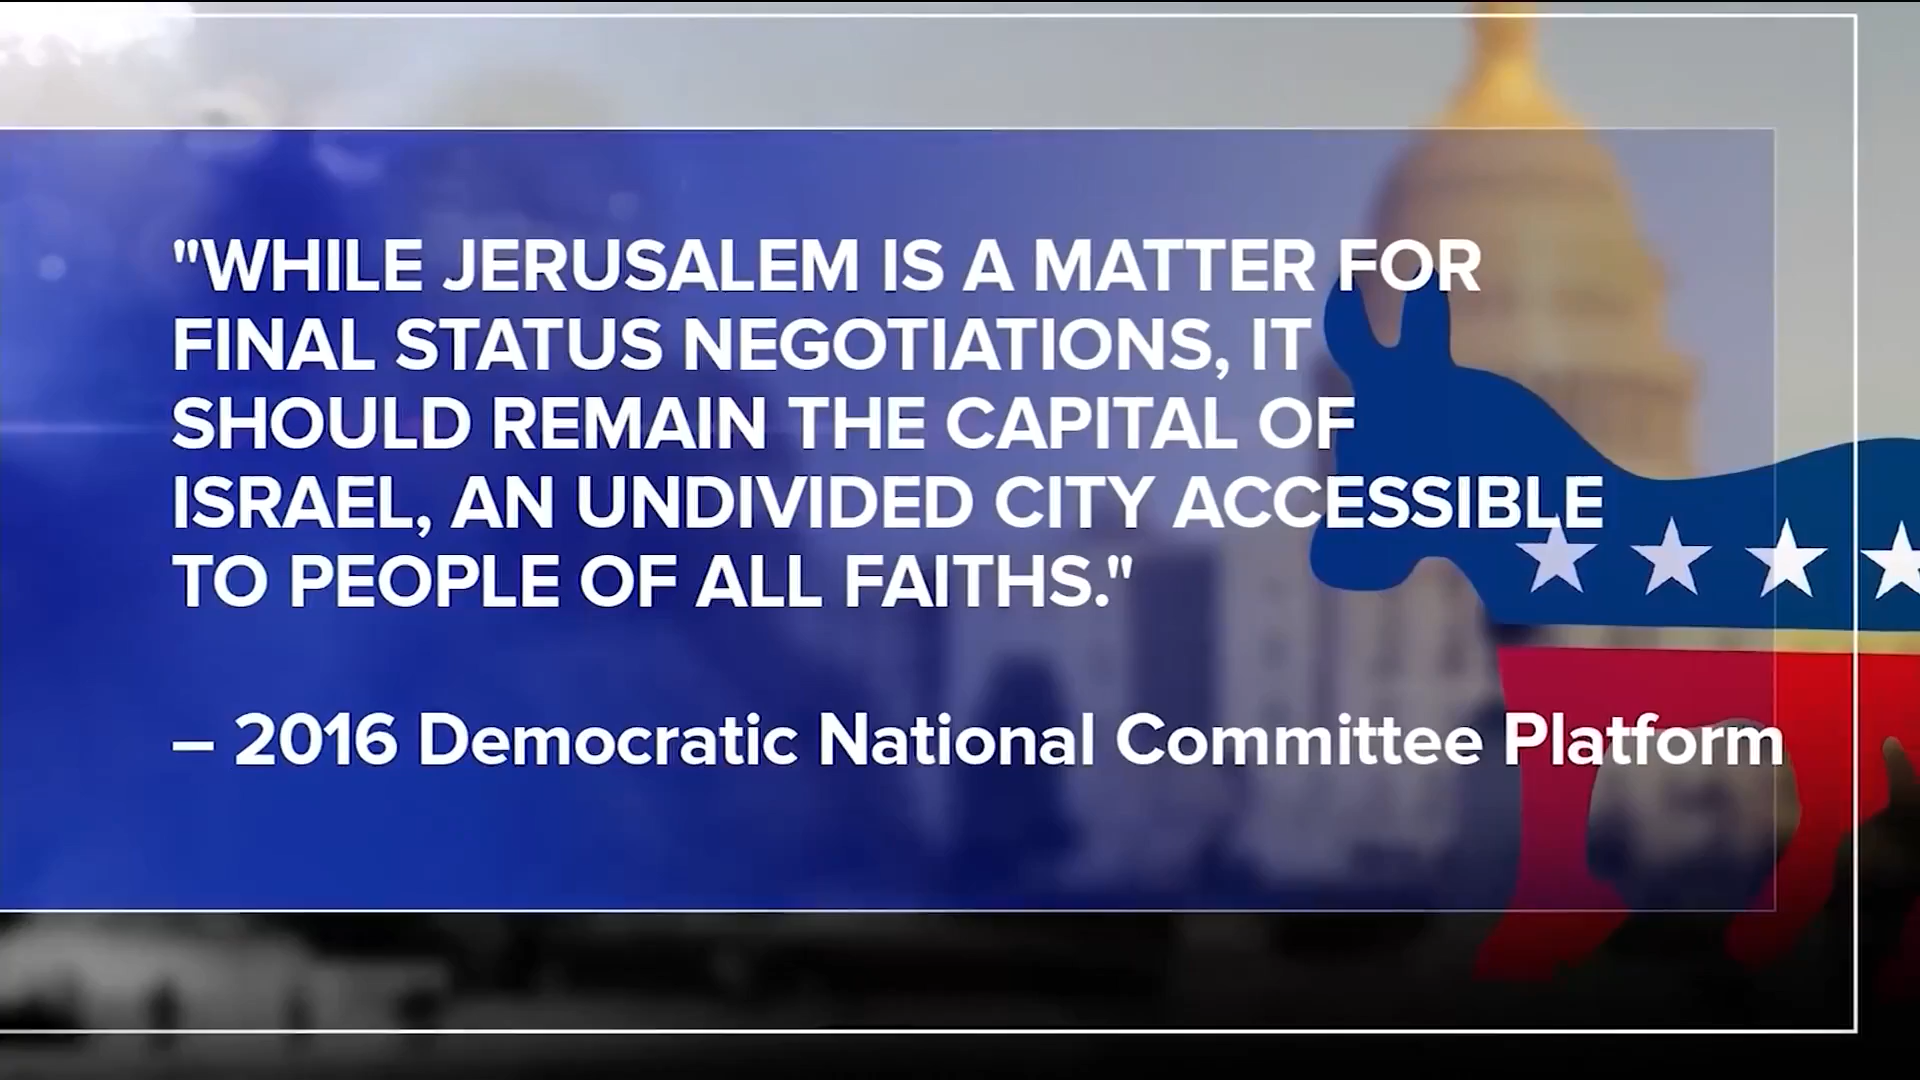 "WHILE JERUSALEM IS A MATTER FOR
FINAL STATUS NEGOTIATIONS, IT
SHOULD REMAIN THE CAPITAL OF
ISRAEL, AN UNDIVIDED CITY ACCESSIBLE
TO PEOPLE OF ALL FAITHS."
– 2016 Democratic National Committee Platform